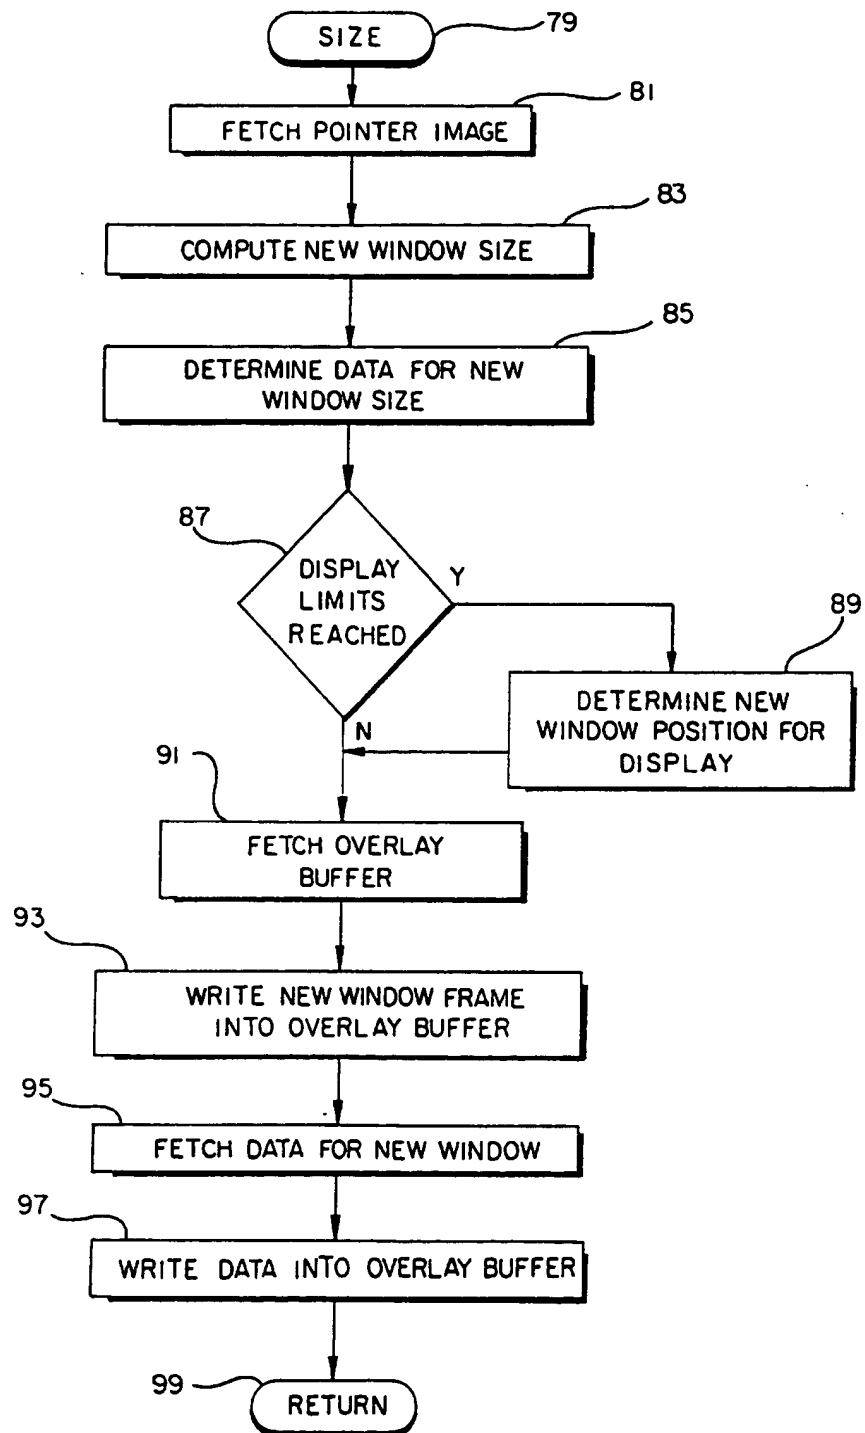 SIZE
79
81
FETCH POINTER IMAGE
83
COMPUTE NEW WINDOW SIZE
85
DETERMINE DATA FOR NEW
WINDOW SIZE
87
DISPLAY
LIMITS
REACHED
Y
N
89
DETERMINE NEW
WINDOW POSITION FOR
DISPLAY
91
FETCH OVERLAY
BUFFER
93
WRITE NEW WINDOW FRAME
INTO OVERLAY BUFFER
95
FETCH DATA FOR NEW WINDOW
97
WRITE DATA INTO OVERLAY BUFFER
99
RETURN